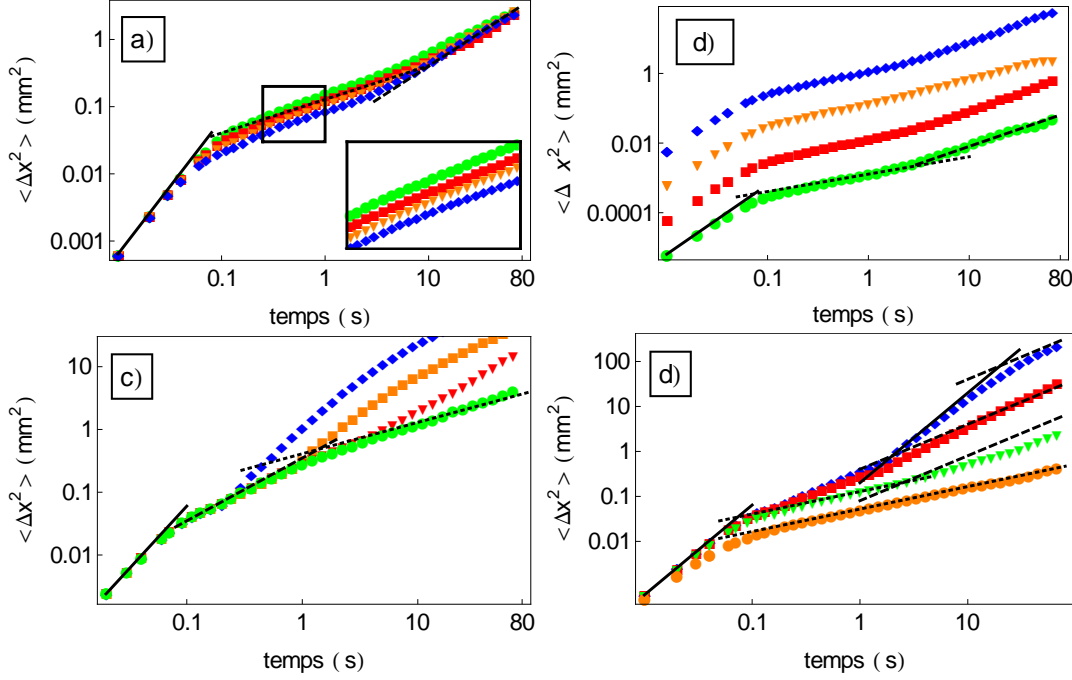 a)
< Δx² > (mm²)
1
0.1
0.01
0.001
0.1 1 10 80
temps (s)
d)
< Δ x² > (mm²)
1
0.01
0.0001
0.1 1 10 80
temps (s)
c)
< Δx² > (mm²)
10
1
0.1
0.01
0.1 1 10 80
temps (s)
d)
< Δx² > (mm²)
100
10
1
0.1
0.01
0.1 1 10
temps (s)